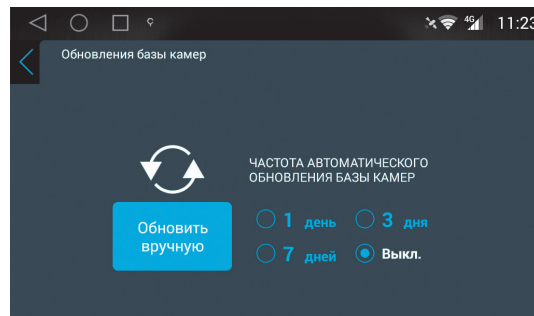 4G 11:23
Обновления базы камер
ЧАСТОТА АВТОМАТИЧЕСКОГО
ОБНОВЛЕНИЯ БАЗЫ КАМЕР
Обновить
вручную
1 день 3 дня
7 дней Выкл.